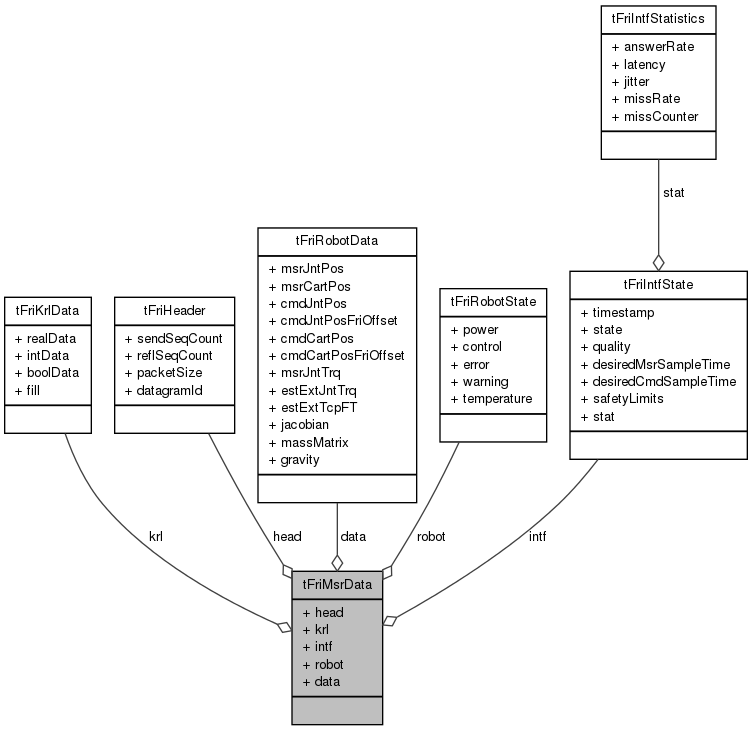 tFriIntfStatistics
+ answerRate
+ latency
+ jitter
+ missRate
+ missCounter
stat
tFriRobotData
+ msrJntPos
+ msrCartPos
+ cmdJntPos
+ cmdJntPosFriOffset
+ cmdCartPos
+ cmdCartPosFriOffset
+ msrJntTrq
+ estExtJntTrq
+ estExtTcpFT
+ jacobian
+ massMatrix
+ gravity
tFriIntfState
+ timestamp
+ state
+ quality
+ desiredMsrSampleTime
+ desiredCmdSampleTime
+ safetyLimits
+ stat
tFriRobotState
+ power
+ control
+ error
+ warning
+ temperature
tFriKrlData
+ realData
+ intData
+ boolData
+ fill
tFriHeader
+ sendSeqCount
+ reflSeqCount
+ packetSize
+ datagramId
krl
head
data
robot
intf
tFriMsrData
+ head
+ krl
+ intf
+ robot
+ data